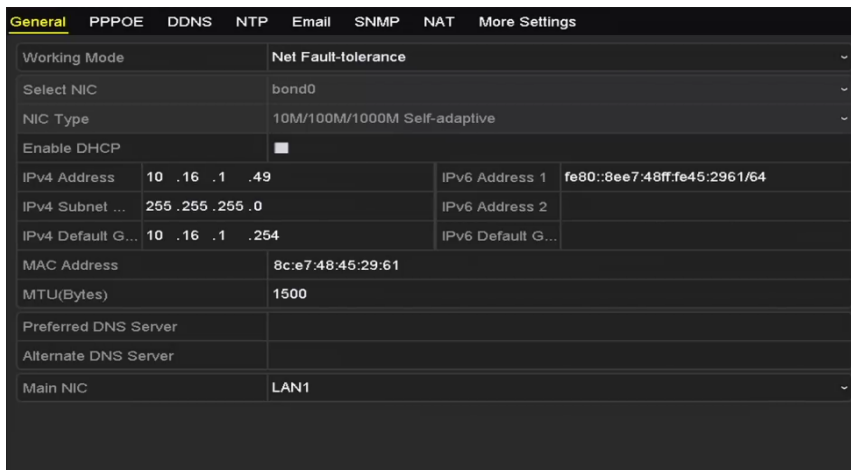 General PPPOE DDNS NTP Email SNMP NAT More Settings
Working Mode Net Fault-tolerance
Select NIC bond0
NIC Type 10M/100M/1000M Self-adaptive
Enable DHCP
IPv4 Address 10 .16 .1 .49 IPv6 Address 1 fe80::8ee7:48ff:fe45:2961/64
IPv4 Subnet ... 255.255.255.0 IPv6 Address 2
IPv4 Default G... 10 .16 .1 .254 IPv6 Default G...
MAC Address 8c:e7:48:45:29:61
MTU(Bytes) 1500
Preferred DNS Server
Alternate DNS Server
Main NIC LAN1